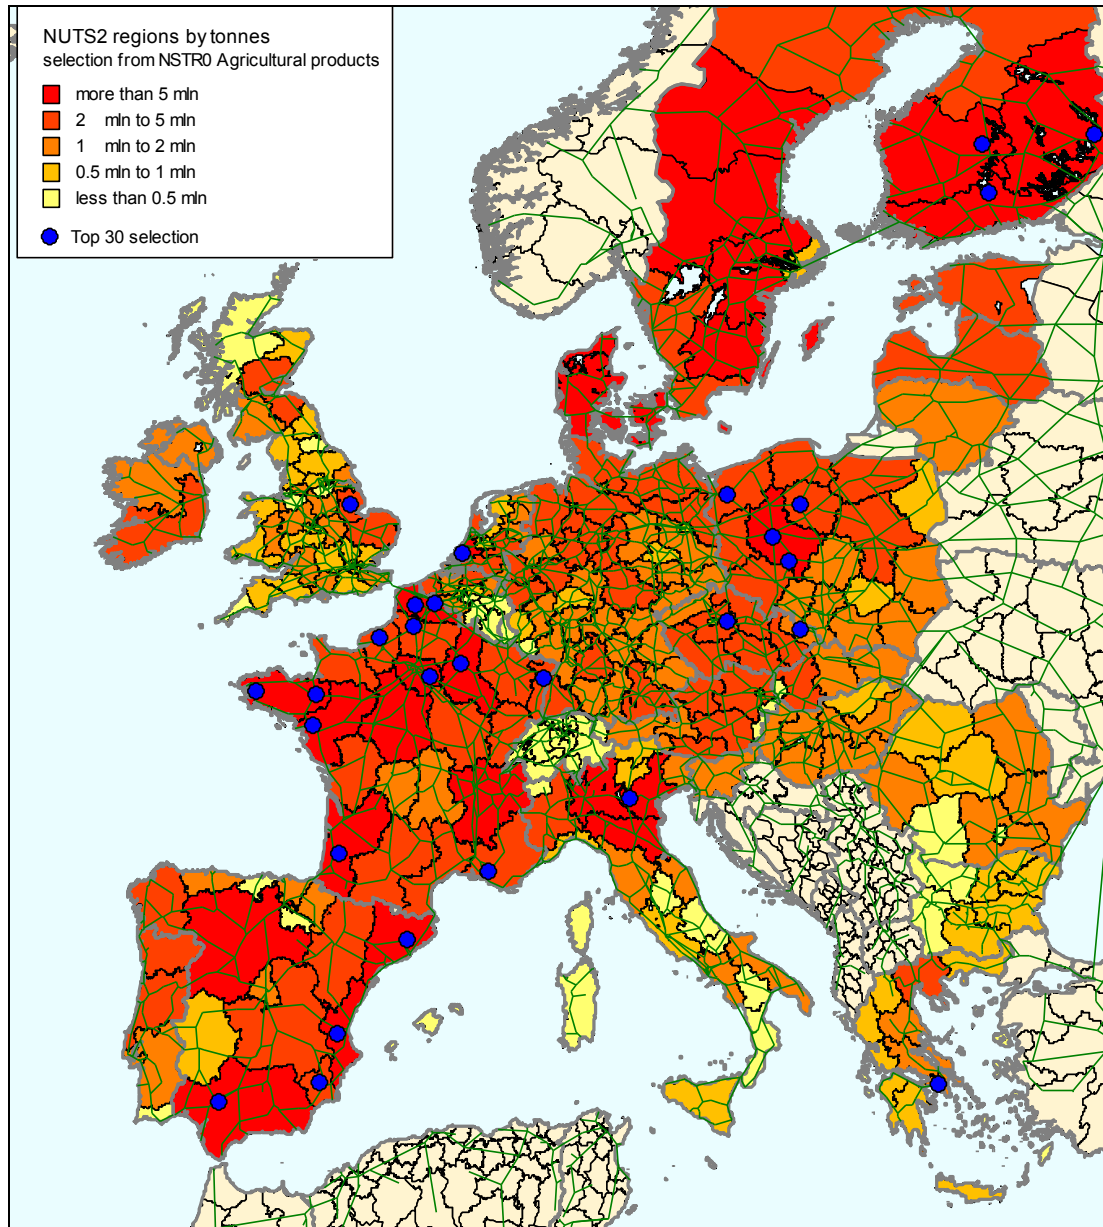 NUTS2 regions by tonnes
selection from NSTR0 Agricultural products
more than 5 mln
2 mln to 5 mln
1 mln to 2 mln
0.5 mln to 1 mln
less than 0.5 mln
Top 30 selection